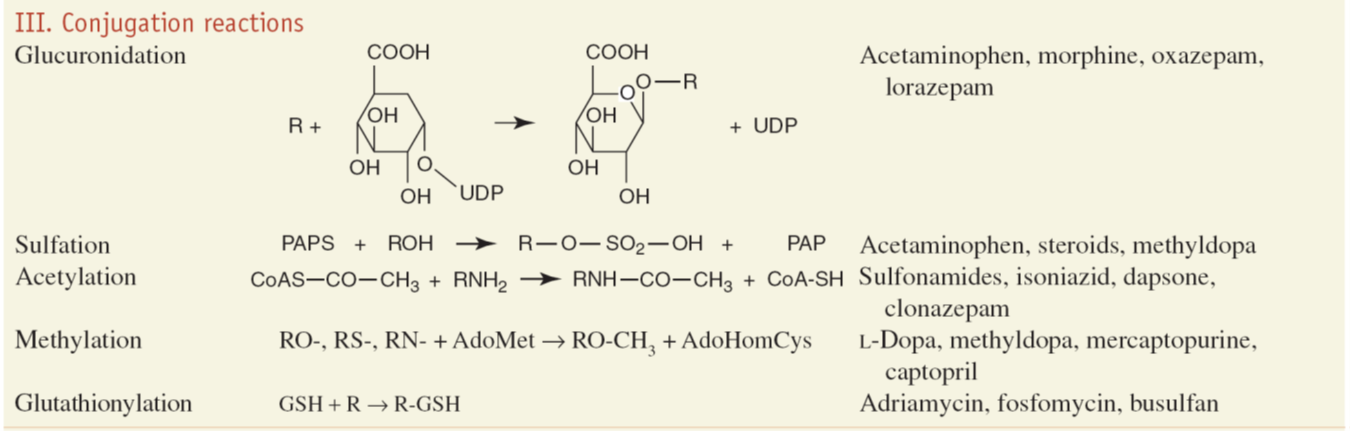 III. Conjugation reactions
Glucuronidation
COOH
OH
R +
OH
O
OH
UDP
COOH
O
O—R
OH
OH
OH
+ UDP
Acetaminophen, morphine, oxazepam,
lorazepam
Sulfation PAPS + ROH → R—O—SO₂—OH + PAP Acetaminophen, steroids, methyldopa
Acetylation CoAS—CO—CH₃ + RNH₂ → RNH—CO—CH₃ + CoA-SH Sulfonamides, isoniazid, dapsone,
clonazepam
Methylation RO-, RS-, RN- + AdoMet → RO-CH₃ + AdoHomCys L-Dopa, methyldopa, mercaptopurine,
captopril
Glutathionylation GSH + R → R-GSH Adriamycin, fosfomycin, busulfan